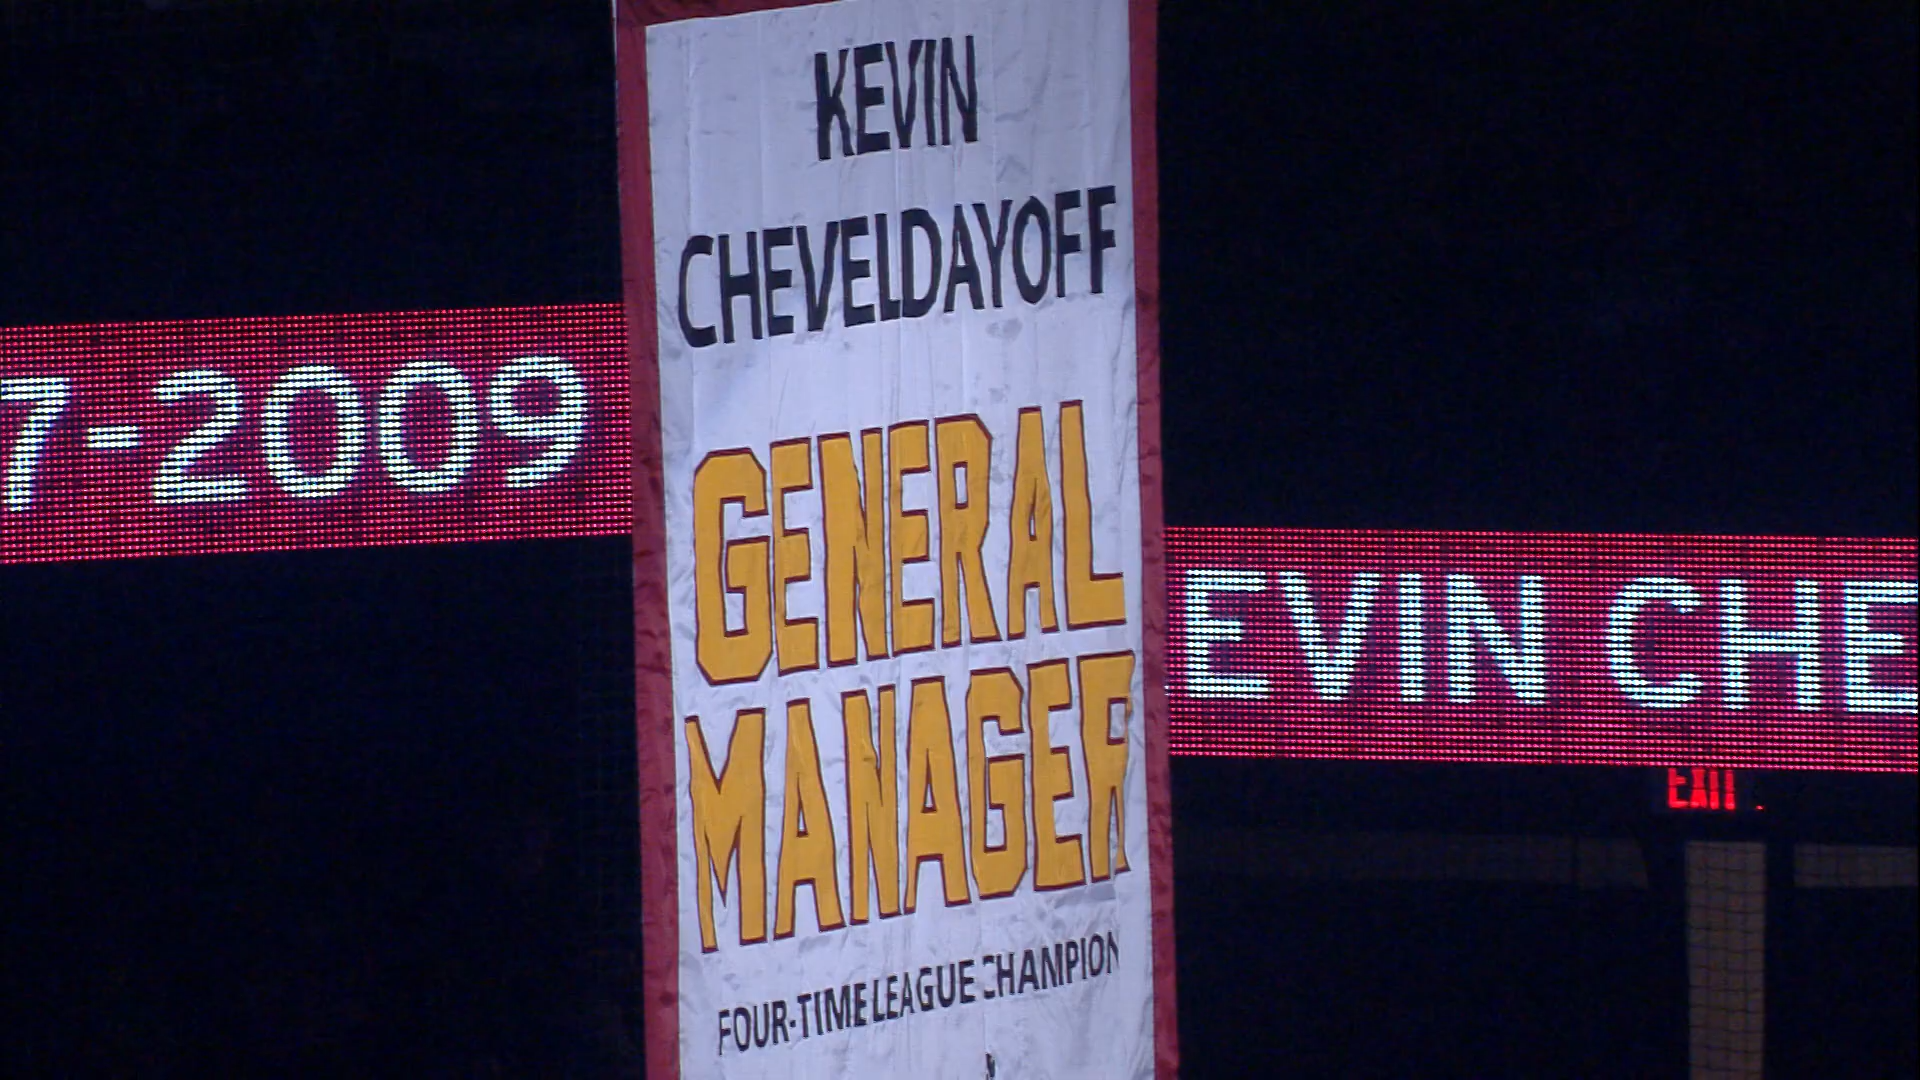 KEVIN
CHEVELDAYOFF
GENERAL
MANAGER
FOUR-TIME LEAGUE CHAMPION
7-2009
EVIN CHE
EXIT